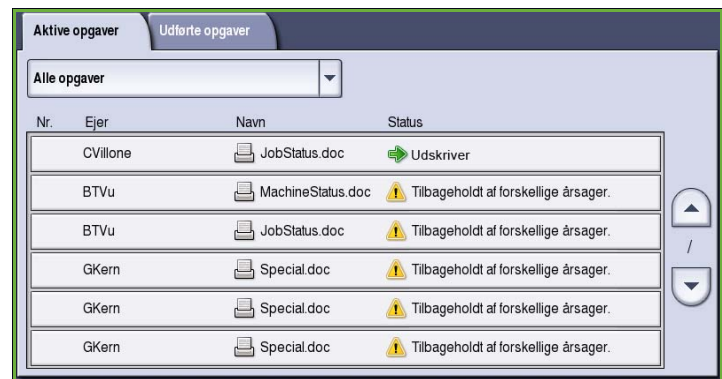 Aktive opgaver Udførte opgaver
Alle opgaver
Nr. Ejer Navn Status
CVillone JobStatus.doc Udskriver
BTVu MachineStatus.doc Tilbageholdt af forskellige årsager.
BTVu JobStatus.doc Tilbageholdt af forskellige årsager.
GKern Special.doc Tilbageholdt af forskellige årsager.
GKern Special.doc Tilbageholdt af forskellige årsager.
GKern Special.doc Tilbageholdt af forskellige årsager.
/